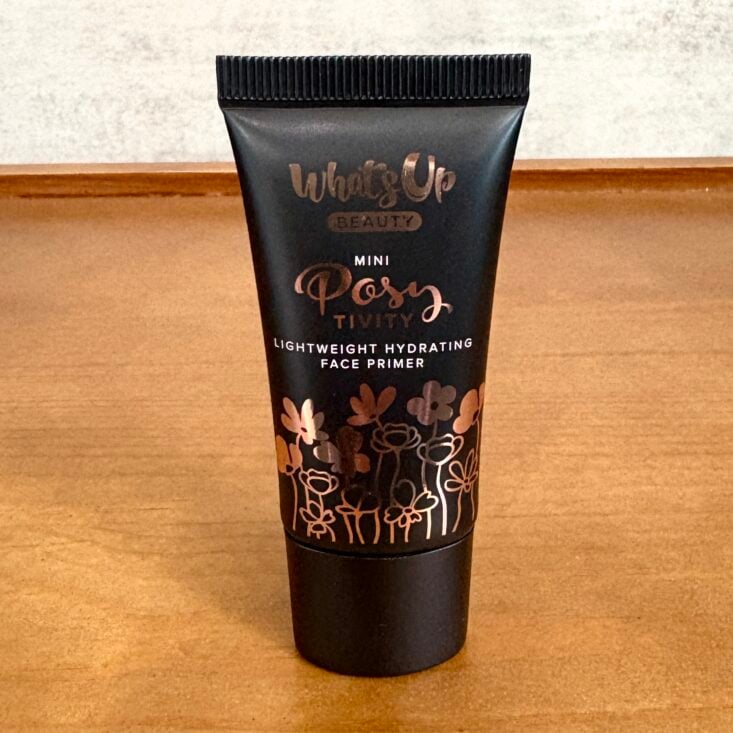 What's Up
BEAUTY
MINI
Posy
TIVITY
LIGHTWEIGHT HYDRATING
FACE PRIMER